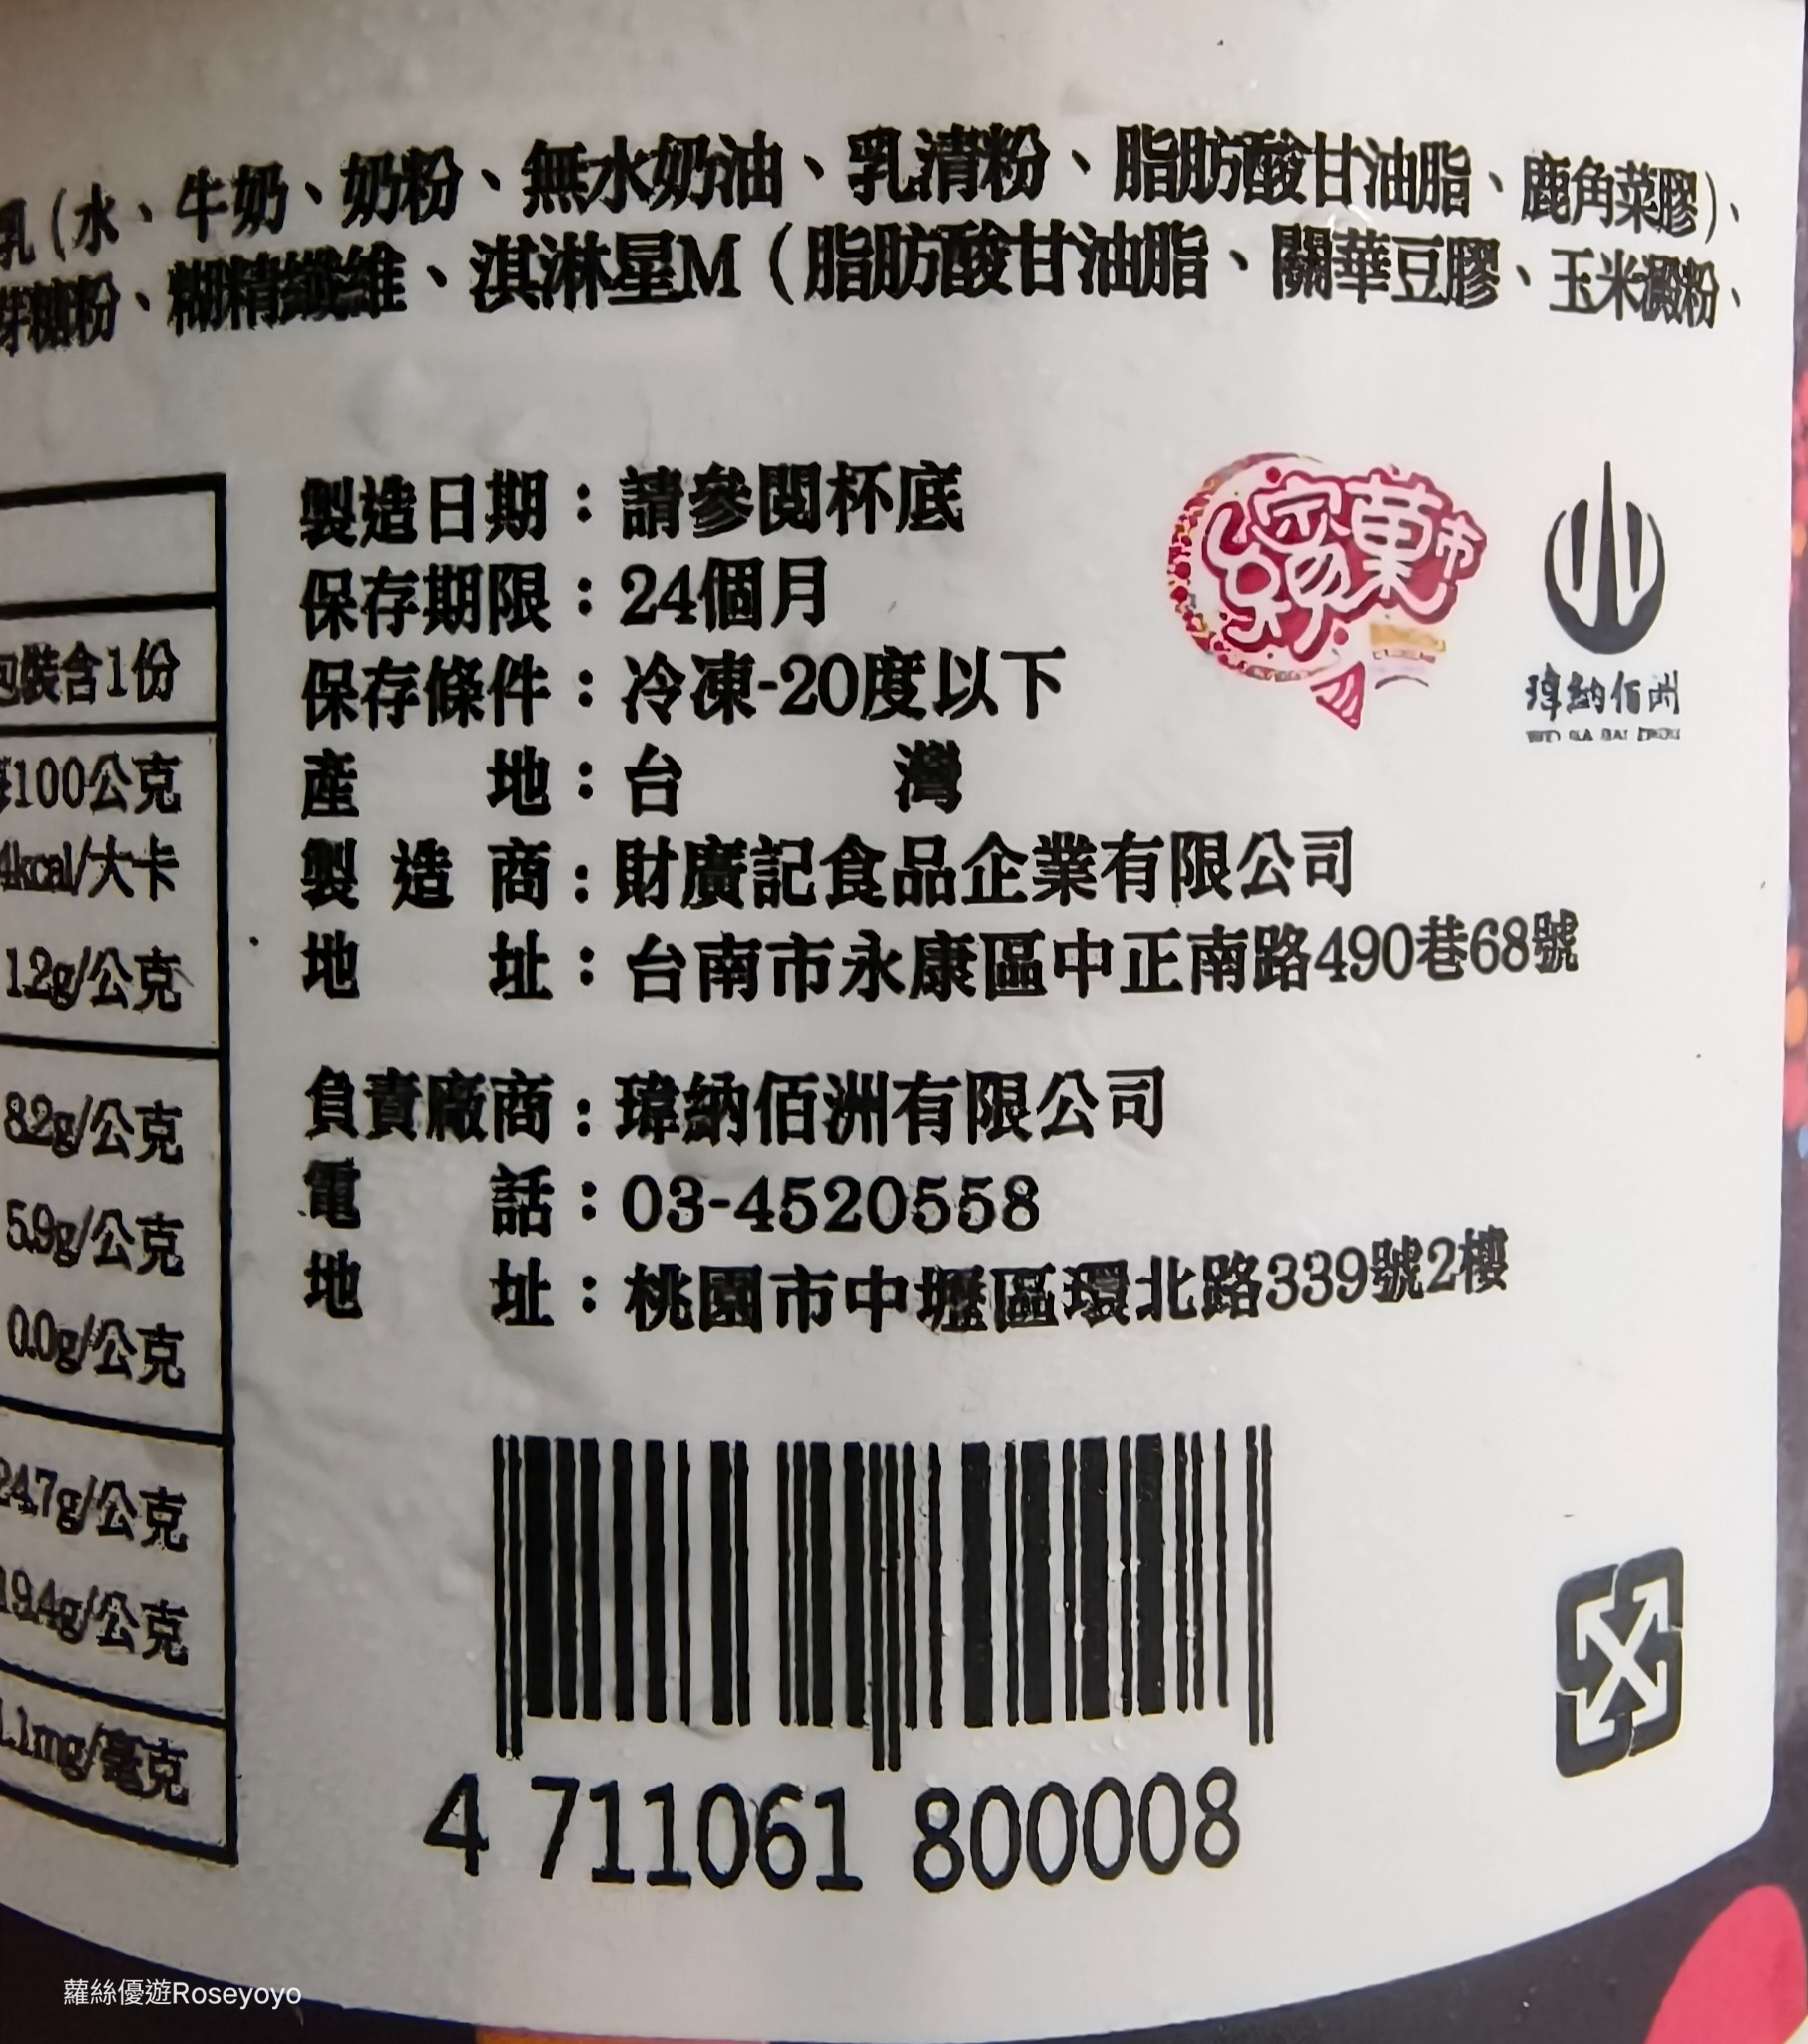 乳(水、牛奶、奶粉、無水奶油、乳清粉、脂肪酸甘油脂、鹿角菜膠)、
芽糖粉、糊精纖維、淇淋星M(脂肪酸甘油脂、關華豆膠、玉米澱粉、
包裝含1份
每100公克
4kcal/大卡
1.2g/公克
8.2g/公克
5.9g/公克
0.0g/公克
24.7g/公克
19.4g/公克
1.1mg/毫克
製造日期：請參閱杯底
保存期限：24個月
保存條件：冷凍-20度以下
產地：台灣
製造商：財廣記食品企業有限公司
地址：台南市永康區中正南路490巷68號
負責廠商：瑋納佰洲有限公司
電話：03-4520558
地址：桃園市中壢區環北路339號2樓
瑋納佰洲
4 711061 800008
蘿絲優遊Roseyoyo